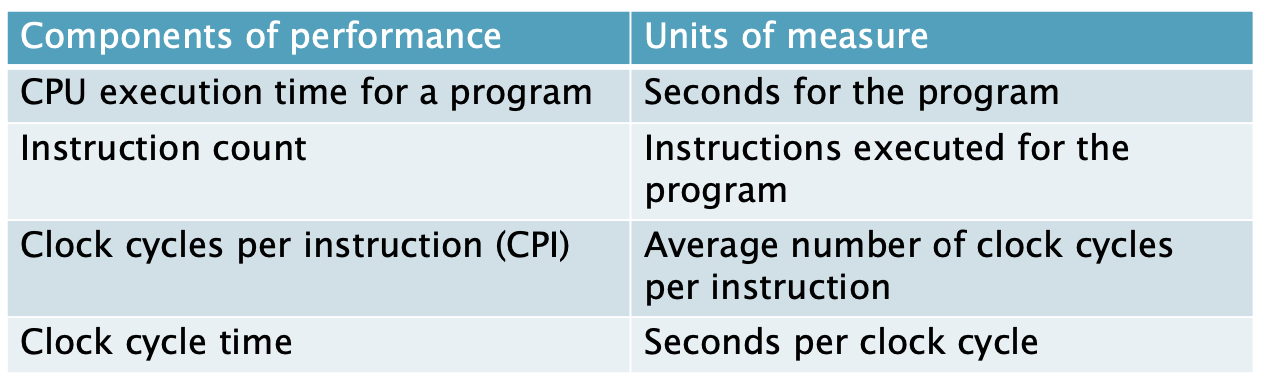 Components of performance
Units of measure
CPU execution time for a program
Seconds for the program
Instruction count
Instructions executed for the
program
Clock cycles per instruction (CPI)
Average number of clock cycles
per instruction
Clock cycle time
Seconds per clock cycle